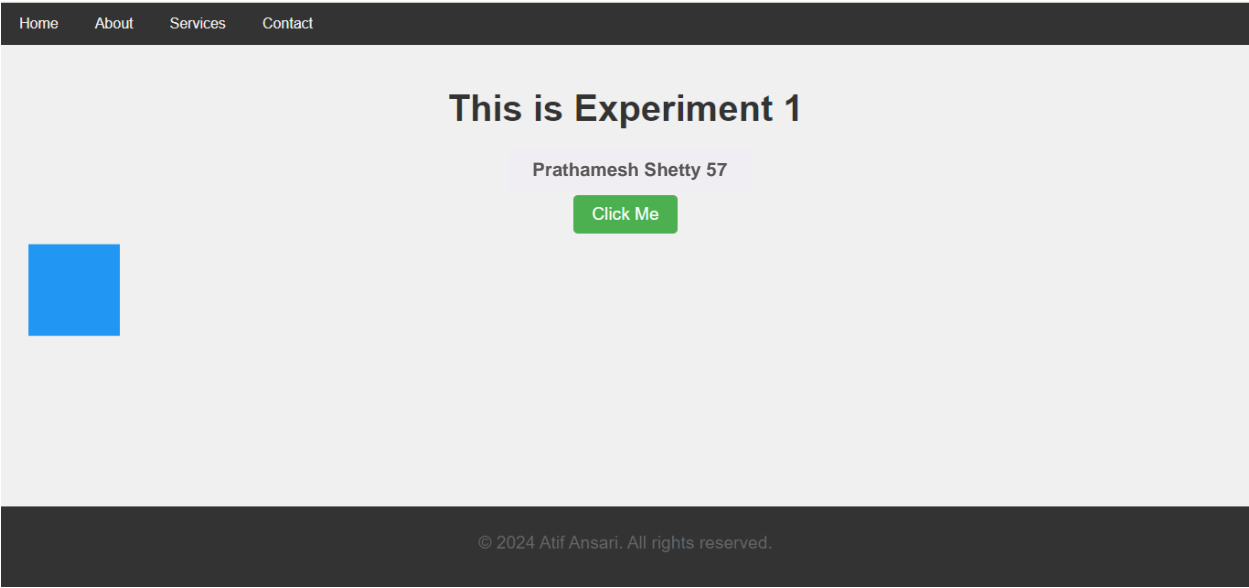 Home About Services Contact
This is Experiment 1
Prathamesh Shetty 57
Click Me
© 2024 Atif Ansari. All rights reserved.